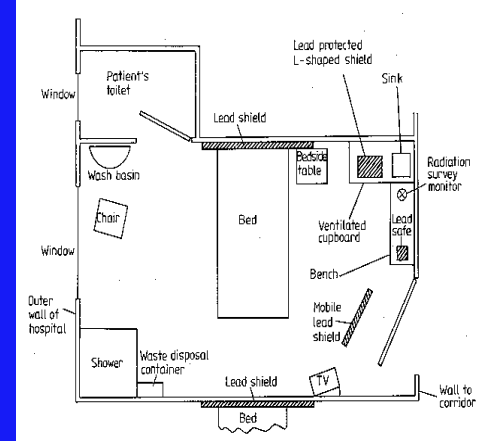 Lead protected
L-shaped shield
Sink
Patient's
toilet
Window
Lead shield
Wash basin
Bedside
table
Radiation
survey
monitor
Chair
Bed
Ventilated
cupboard
Lead
safe
Window
Bench
Outer
wall of
hospital
Mobile
lead
shield
Shower
Waste disposal
container
Lead shield
TV
Wall to
corridor
Bed